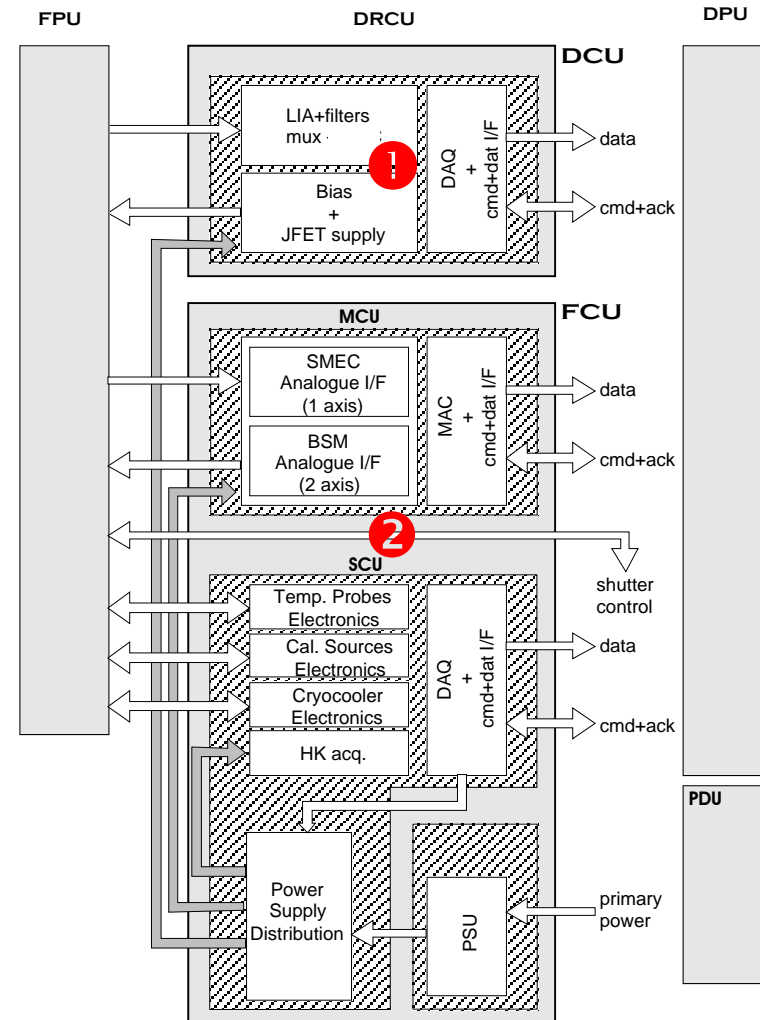 FPU
DRCU
DPU
DCU
LIA+filters
mux
1
Bias
+
JFET supply
DAQ
+
cmd+dat I/F
data
cmd+ack
FCU
MCU
SMEC
Analogue I/F
(1 axis)
BSM
Analogue I/F
(2 axis)
MAC
+
cmd+dat I/F
data
cmd+ack
2
shutter
control
SCU
Temp. Probes
Electronics
Cal. Sources
Electronics
Cryocooler
Electronics
HK acq.
DAQ
+
cmd+dat I/F
data
cmd+ack
Power
Supply
Distribution
PSU
primary
power
PDU